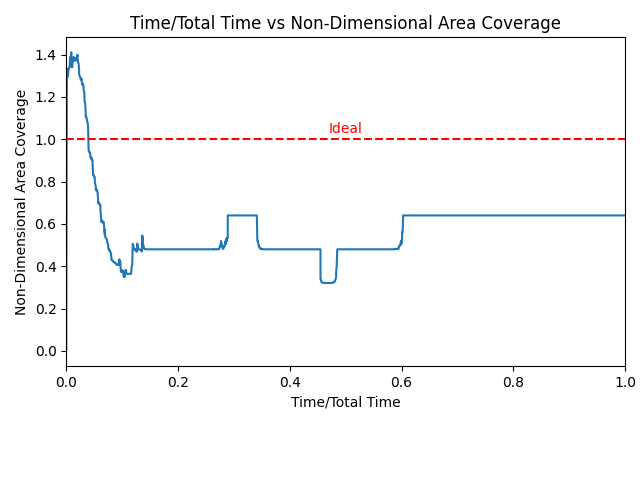 Time/Total Time vs Non-Dimensional Area Coverage
1.4
1.2
1.0
0.8
0.6
0.4
0.2
0.0
Non-Dimensional Area Coverage
Ideal
0.0 0.2 0.4 0.6 0.8 1.0
Time/Total Time